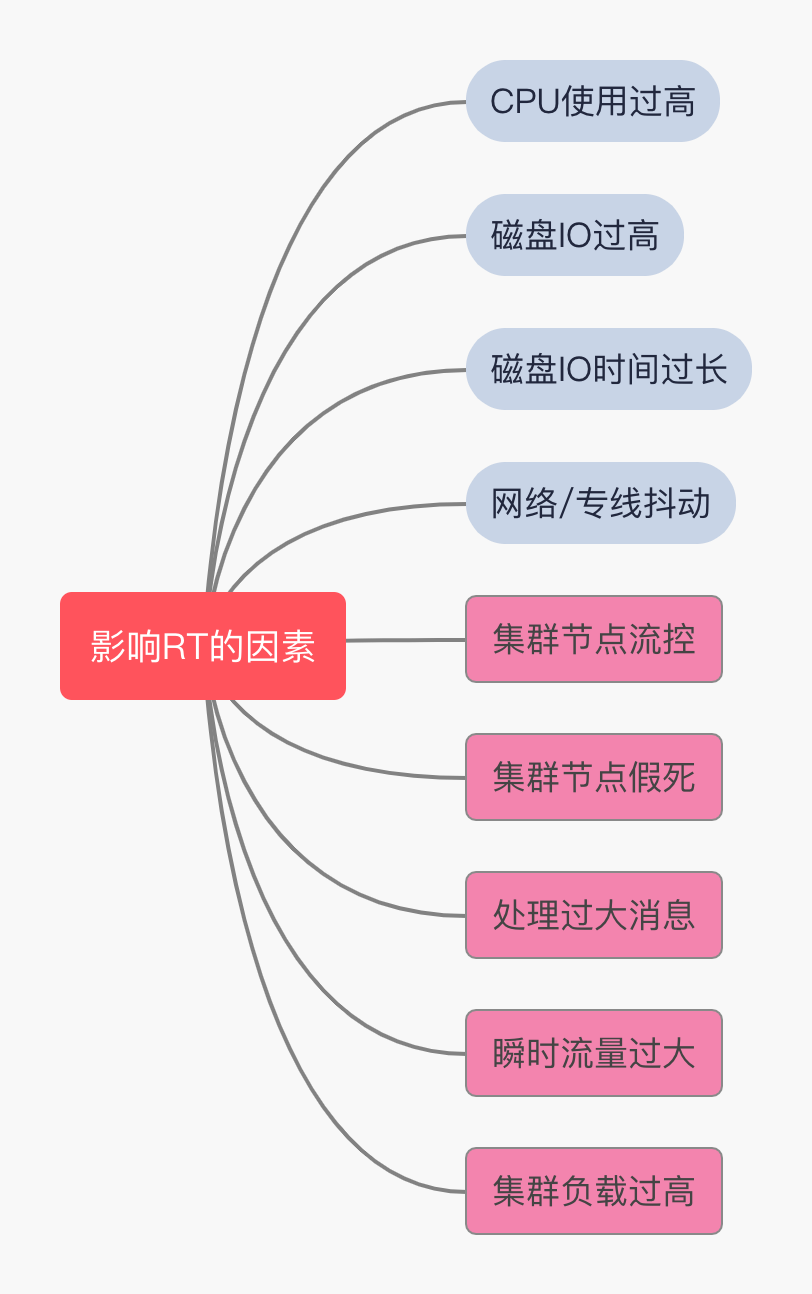 CPU使用过高
磁盘IO过高
磁盘IO时间过长
网络/专线抖动
影响RT的因素
集群节点流控
集群节点假死
处理过大消息
瞬时流量过大
集群负载过高